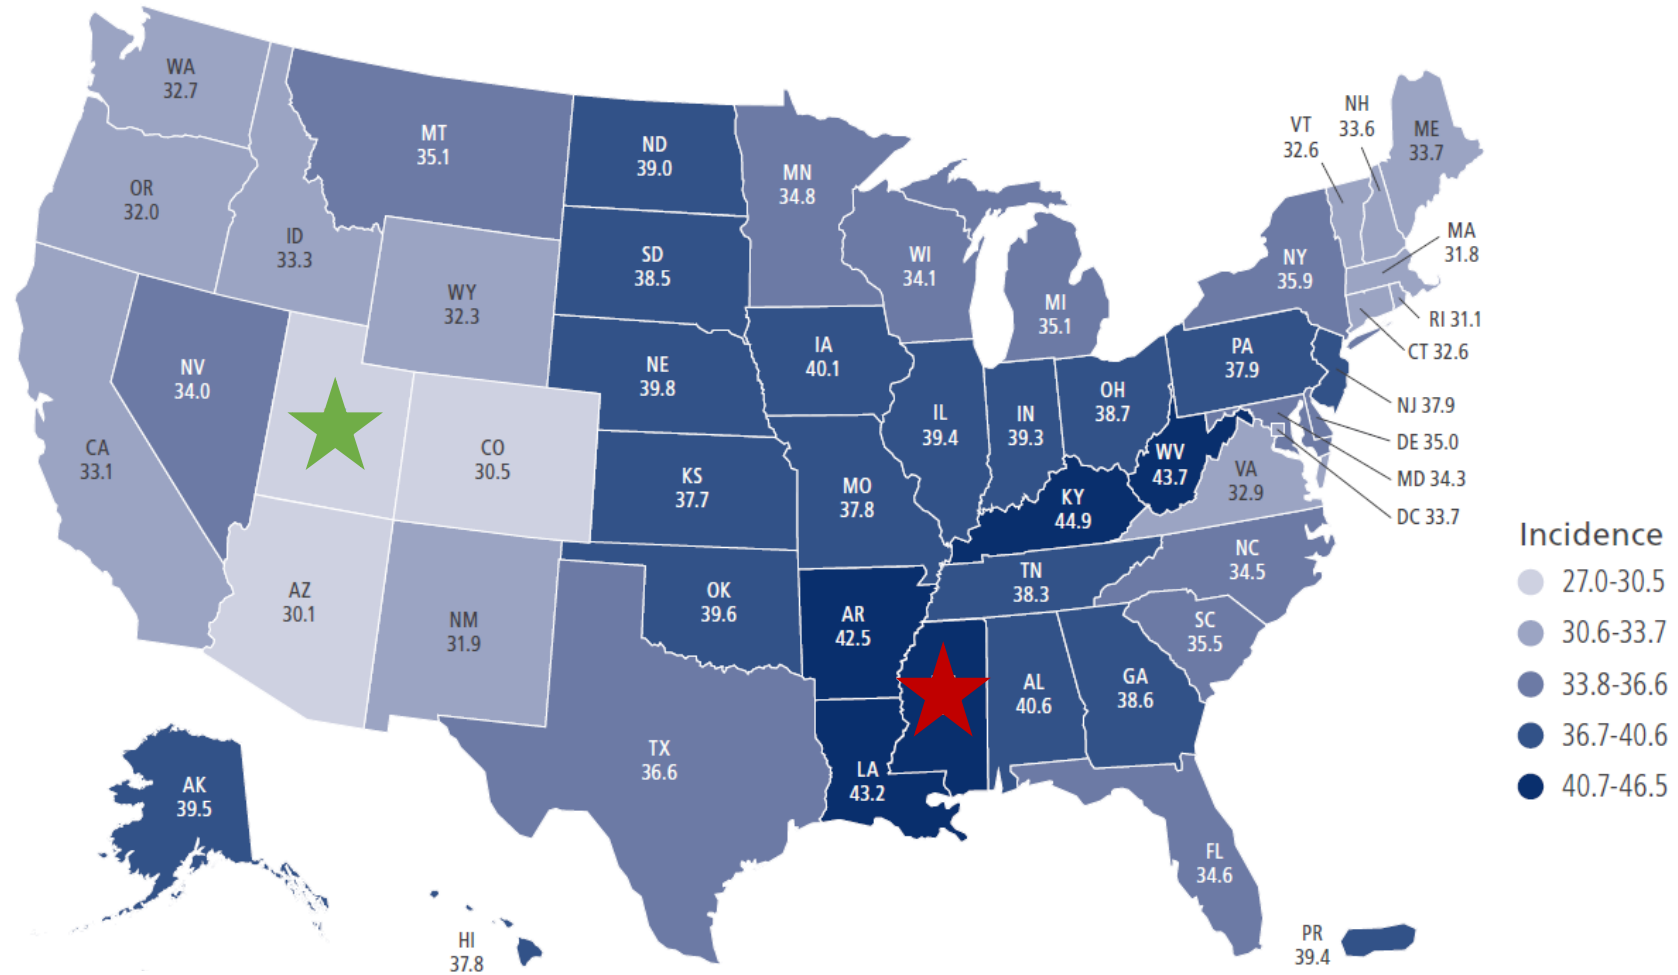 WA
32.7
OR
32.0
CA
33.1
ID
33.3
NV
34.0
MT
35.1
WY
32.3
CO
30.5
AZ
30.1
NM
31.9
ND
39.0
SD
38.5
NE
39.8
KS
37.7
OK
39.6
TX
36.6
MN
34.8
IA
40.1
MO
37.8
AR
42.5
LA
43.2
WI
34.1
IL
39.4
MI
35.1
IN
39.3
OH
38.7
KY
44.9
TN
38.3
AL
40.6
GA
38.6
FL
34.6
SC
35.5
NC
34.5
VA
32.9
WV
43.7
PA
37.9
NY
35.9
VT
32.6
NH
33.6
ME
33.7
MA
31.8
RI 31.1
CT 32.6
NJ 37.9
DE 35.0
MD 34.3
DC 33.7
AK
39.5
HI
37.8
PR
39.4
Incidence
27.0-30.5
30.6-33.7
33.8-36.6
36.7-40.6
40.7-46.5